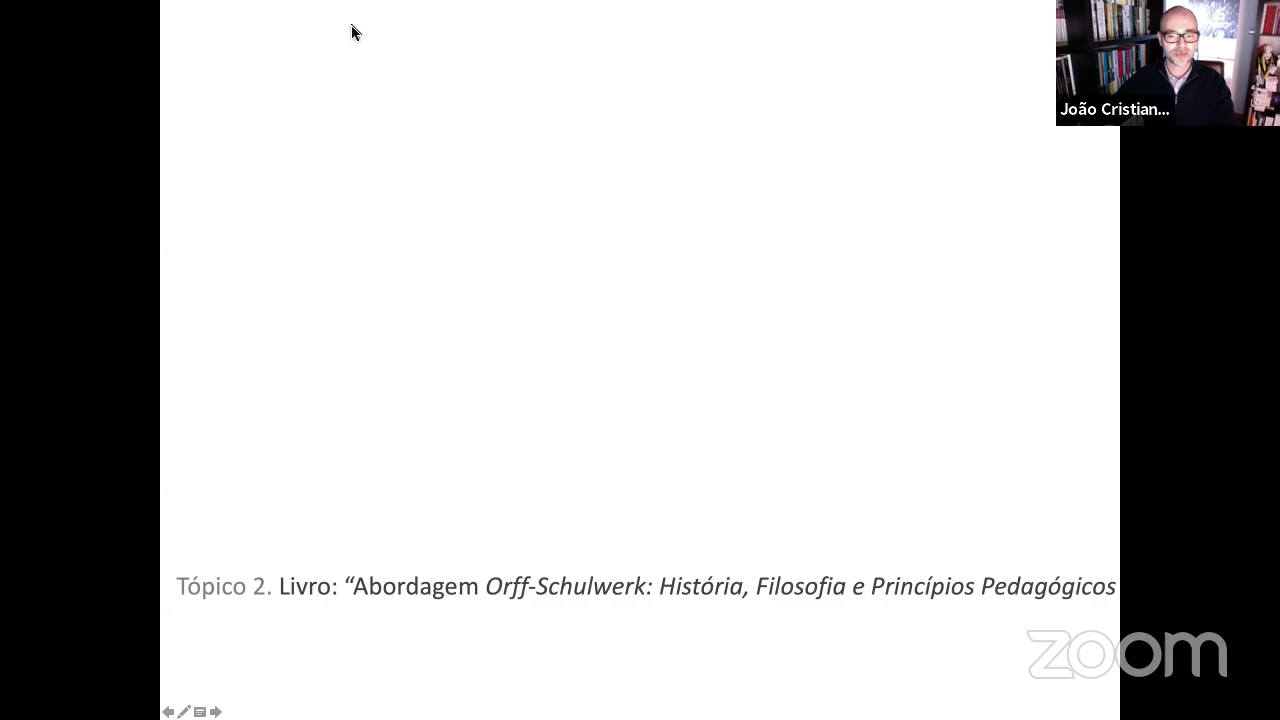 João Cristian...
Tópico 2. Livro: “Abordagem Orff-Schulwerk: História, Filosofia e Princípios Pedagógicos
zoom